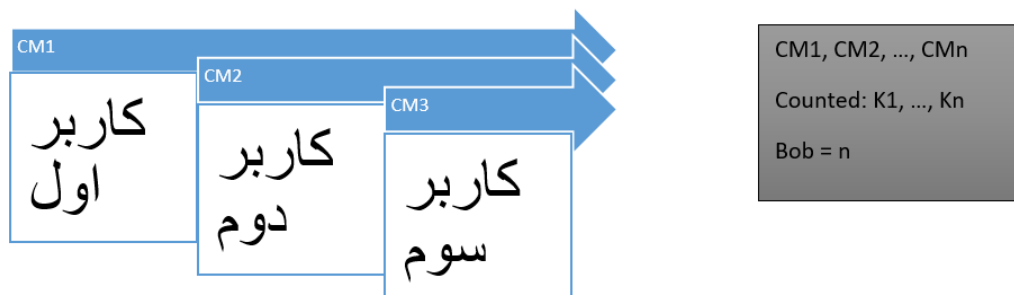 CM1
کاربر
اول
CM2
کاربر
دوم
CM3
کاربر
سوم
CM1, CM2, ..., CMn
Counted: K1, ..., Kn
Bob = n